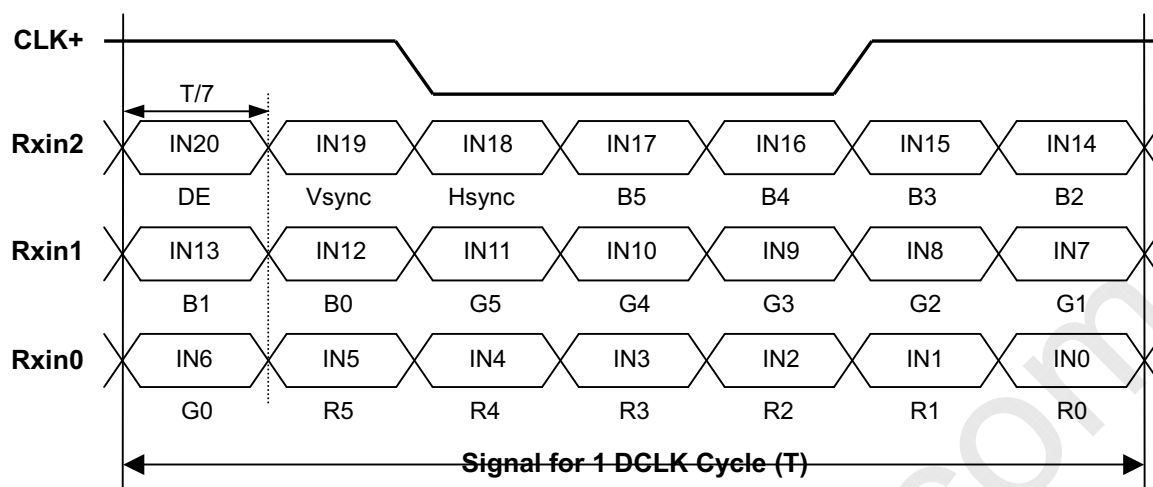 CLK+
T/7
Rxin2 IN20 IN19 IN18 IN17 IN16 IN15 IN14
DE Vsync Hsync B5 B4 B3 B2
Rxin1 IN13 IN12 IN11 IN10 IN9 IN8 IN7
B1 B0 G5 G4 G3 G2 G1
Rxin0 IN6 IN5 IN4 IN3 IN2 IN1 IN0
G0 R5 R4 R3 R2 R1 R0
Signal for 1 DCLK Cycle (T)
com